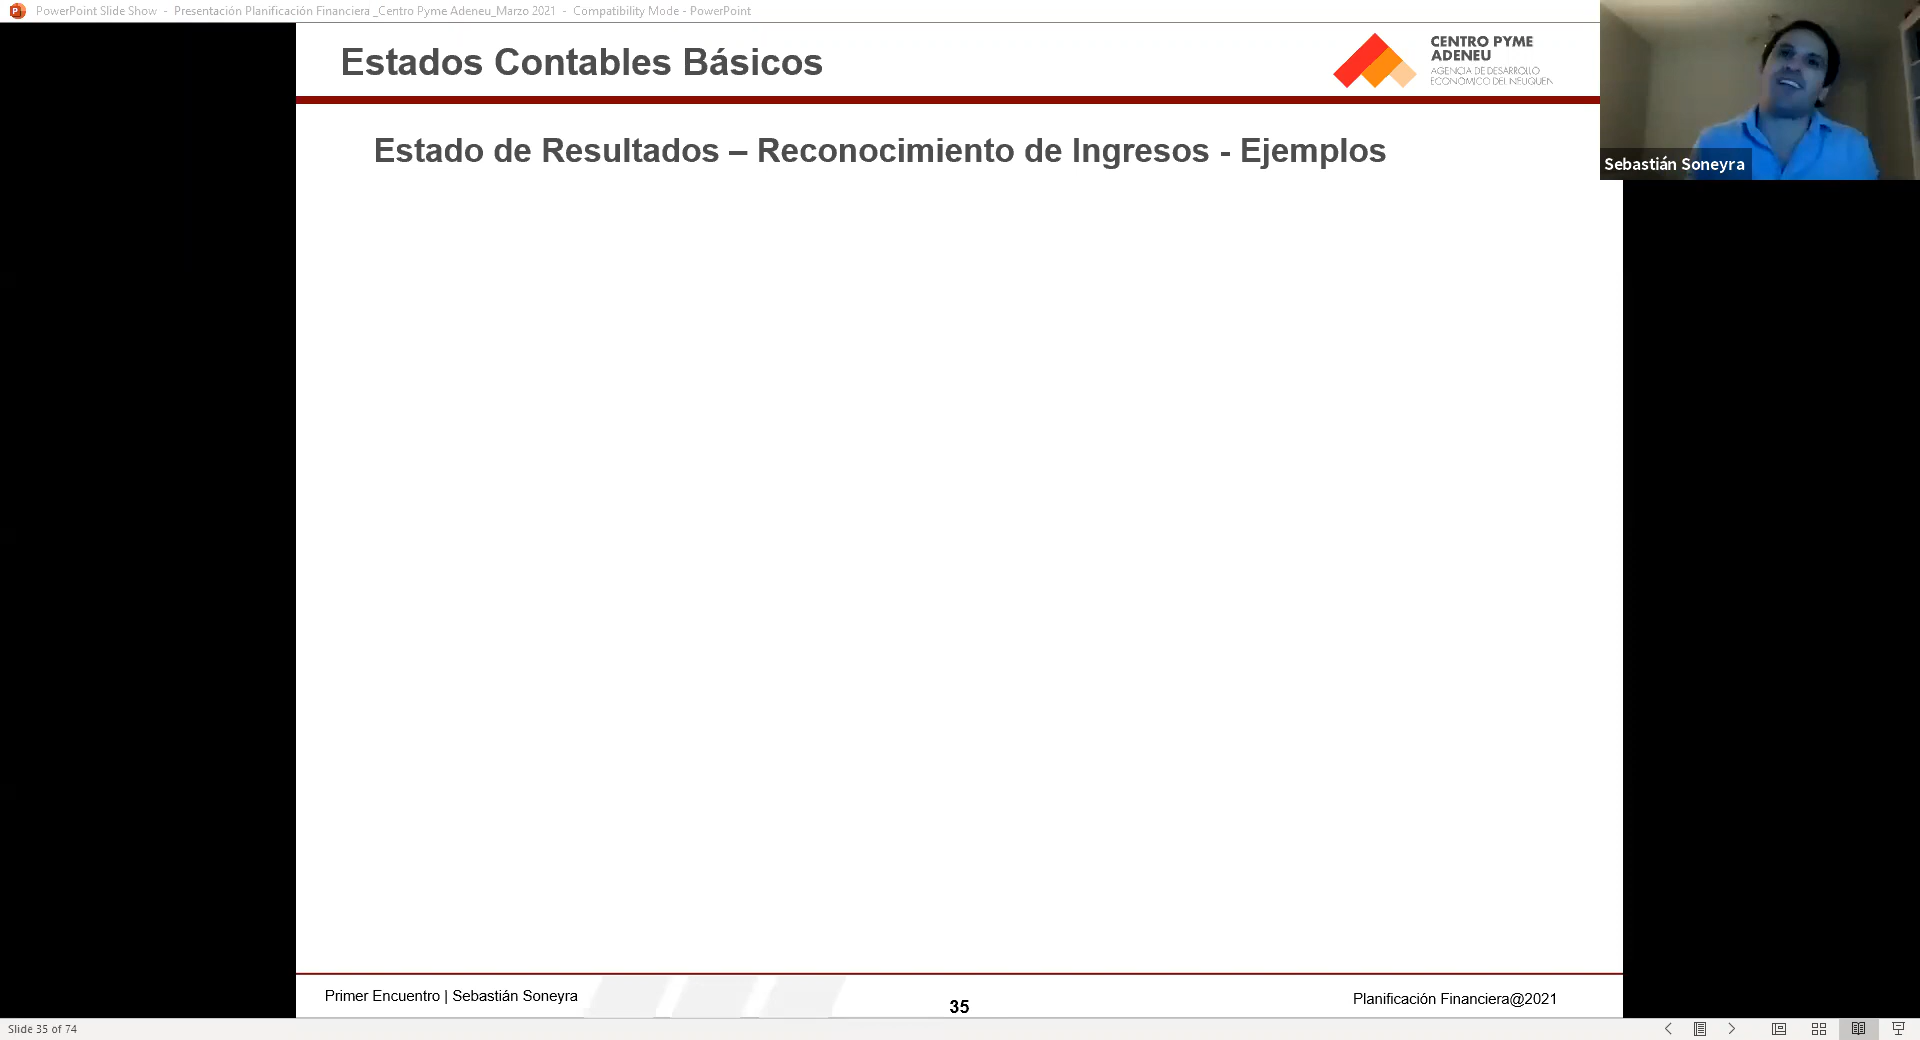 PowerPoint Slide Show - Presentación Planificación Financiera _Centro Pyme Adeneu_Marzo 2021 - Compatibility Mode - PowerPoint
Estados Contables Básicos
CENTRO PYME
ADENEU
AGENCIA DE DESARROLLO
ECONOMICO DEL NEUQUEN
Sebastián Soneyra
Estado de Resultados – Reconocimiento de Ingresos - Ejemplos
Primer Encuentro | Sebastián Soneyra
35
Planificación Financiera@2021
Slide 35 of 74